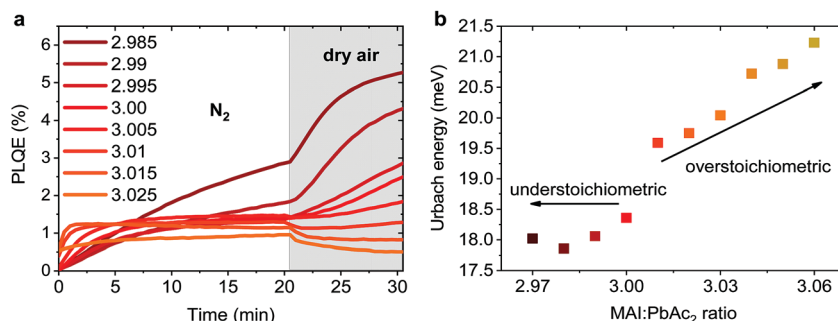 a
PLQE (%)
6
5
4
3
2
1
0
2.985
2.99
2.995
3.00
3.005
3.01
3.015
3.025
N₂
dry air
0 5 10 15 20 25 30
Time (min)
b
Urbach energy (meV)
21.5
21.0
20.5
20.0
19.5
19.0
18.5
18.0
17.5
understoichiometric
overstoichiometric
2.97 3.00 3.03 3.06
MAI:PbAc₂ ratio